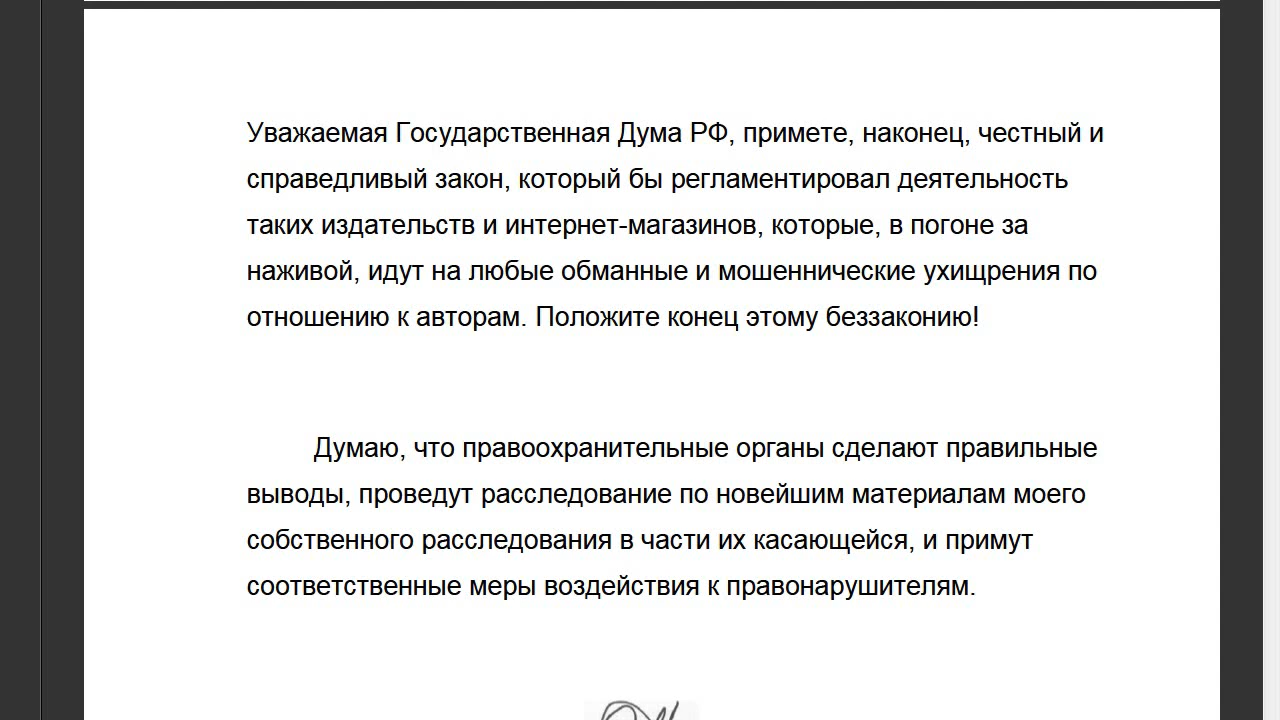 Уважаемая Государственная Дума РФ, примете, наконец, честный и
справедливый закон, который бы регламентировал деятельность
таких издательств и интернет-магазинов, которые, в погоне за
наживой, идут на любые обманные и мошеннические ухищрения по
отношению к авторам. Положите конец этому беззаконию!
Думаю, что правоохранительные органы сделают правильные
выводы, проведут расследование по новейшим материалам моего
собственного расследования в части их касающейся, и примут
соответственные меры воздействия к правонарушителям.